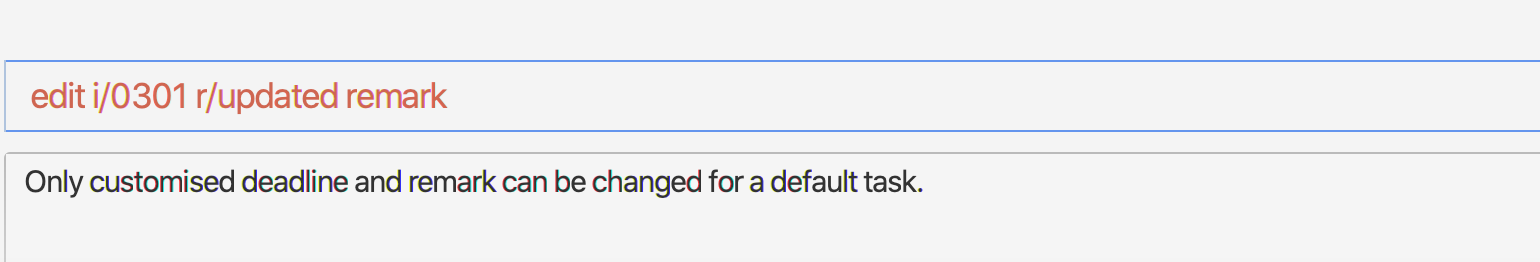 edit i/0301 r/updated remark
Only customised deadline and remark can be changed for a default task.